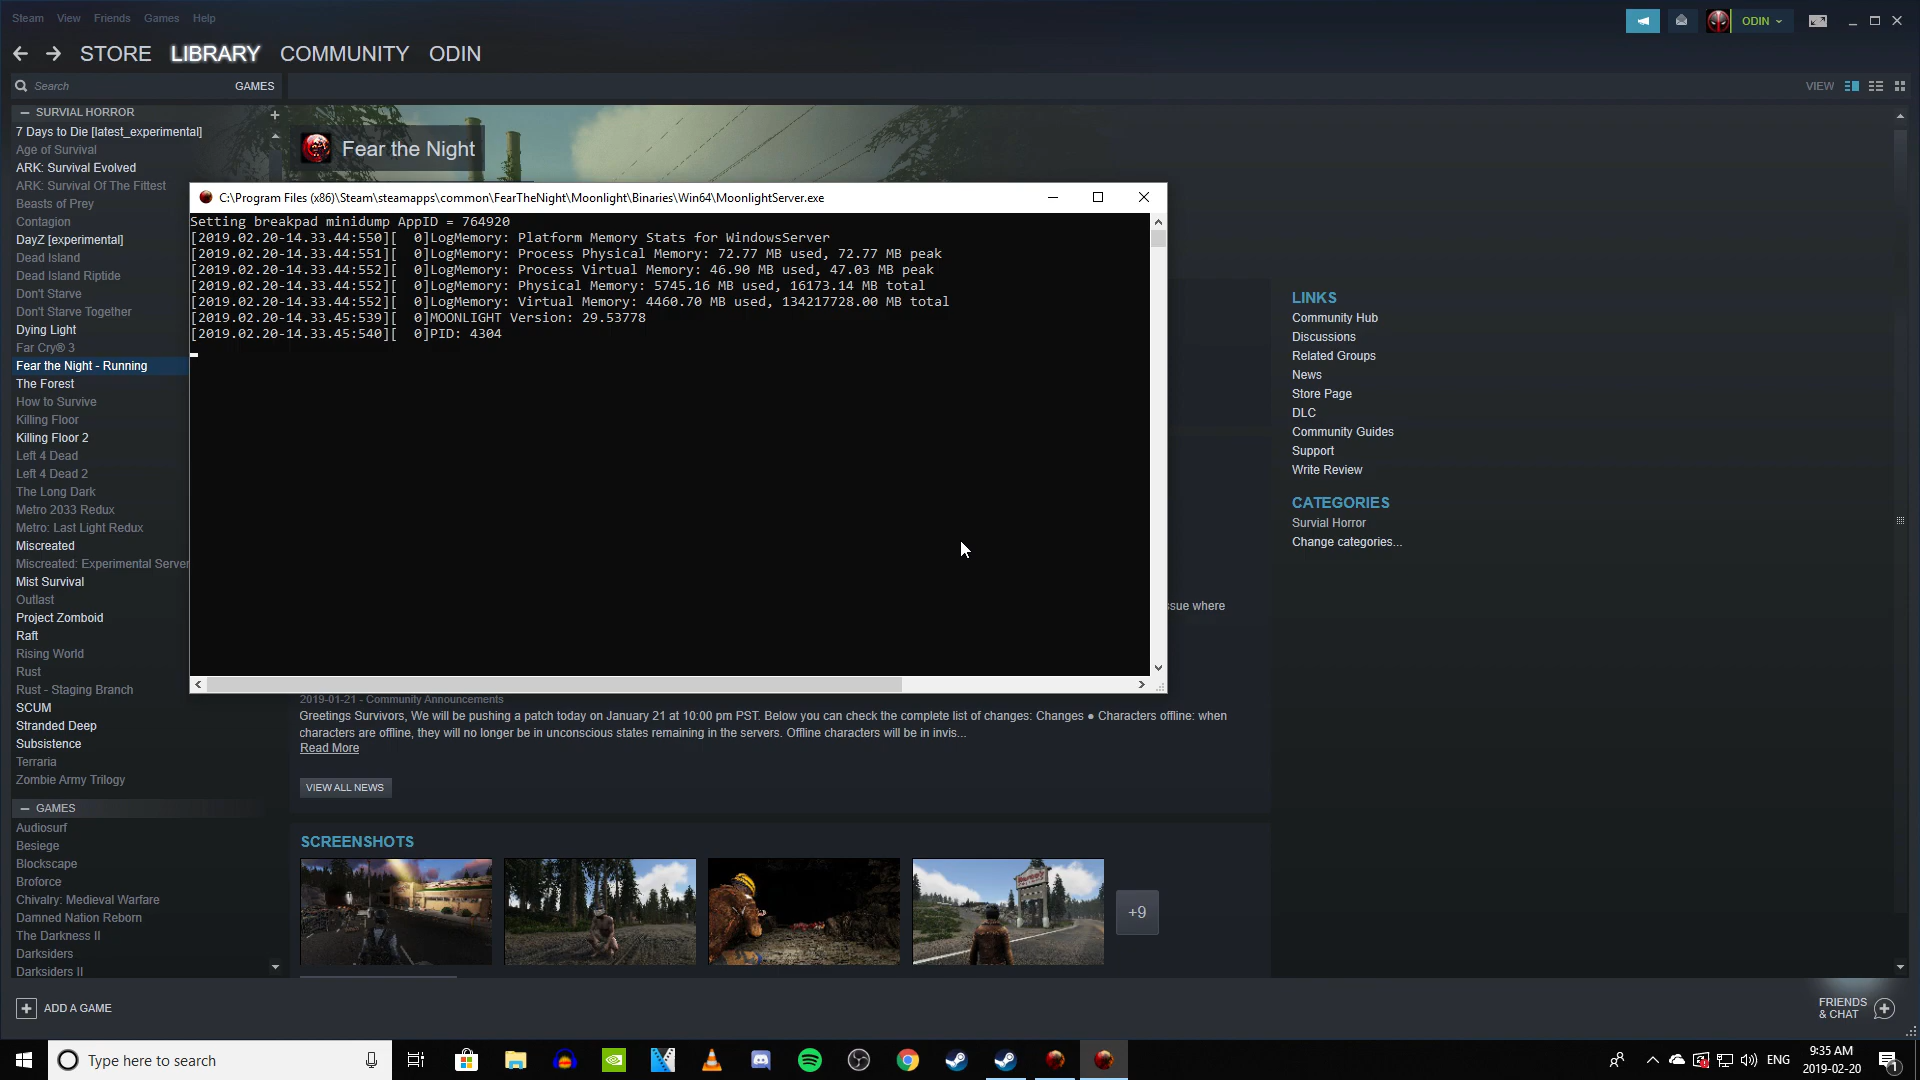 Steam View Friends Games Help
ODIN
STORE LIBRARY COMMUNITY ODIN
Search GAMES
VIEW
— SURVIAL HORROR +
7 Days to Die [latest_experimental]
Age of Survival
ARK: Survival Evolved
ARK: Survival Of The Fittest
Beasts of Prey
Contagion
DayZ [experimental]
Dead Island
Dead Island Riptide
Don't Starve
Don't Starve Together
Dying Light
Far Cry® 3
Fear the Night - Running
The Forest
How to Survive
Killing Floor
Killing Floor 2
Left 4 Dead
Left 4 Dead 2
The Long Dark
Metro 2033 Redux
Metro: Last Light Redux
Miscreated
Miscreated: Experimental Server
Mist Survival
Outlast
Project Zomboid
Raft
Rising World
Rust
Rust - Staging Branch
SCUM
Stranded Deep
Subsistence
Terraria
Zombie Army Trilogy
— GAMES
Audiosurf
Besiege
Blockscape
Broforce
Chivalry: Medieval Warfare
Damned Nation Reborn
The Darkness II
Darksiders
Darksiders II
+ ADD A GAME
Fear the Night
C:\Program Files (x86)\Steam\steamapps\common\FearTheNight\Moonlight\Binaries\Win64\MoonlightServer.exe
Setting breakpad minidump AppID = 764920
[2019.02.20-14.33.44:550][  0]LogMemory: Platform Memory Stats for WindowsServer
[2019.02.20-14.33.44:551][  0]LogMemory: Process Physical Memory: 72.77 MB used, 72.77 MB peak
[2019.02.20-14.33.44:552][  0]LogMemory: Process Virtual Memory: 46.90 MB used, 47.03 MB peak
[2019.02.20-14.33.44:552][  0]LogMemory: Physical Memory: 5745.16 MB used, 16173.14 MB total
[2019.02.20-14.33.44:552][  0]LogMemory: Virtual Memory: 4460.70 MB used, 134217728.00 MB total
[2019.02.20-14.33.45:539][  0]MOONLIGHT Version: 29.53778
[2019.02.20-14.33.45:540][  0]PID: 4304
ssue where
2019-01-21 - Community Announcements
Greetings Survivors, We will be pushing a patch today on January 21 at 10:00 pm PST. Below you can check the complete list of changes: Changes ● Characters offline: when
characters are offline, they will no longer be in unconscious states remaining in the servers. Offline characters will be in invis...
Read More
VIEW ALL NEWS
SCREENSHOTS
+9
LINKS
Community Hub
Discussions
Related Groups
News
Store Page
DLC
Community Guides
Support
Write Review
CATEGORIES
Survial Horror
Change categories...
FRIENDS
& CHAT
Type here to search
ENG
9:35 AM
2019-02-20
1